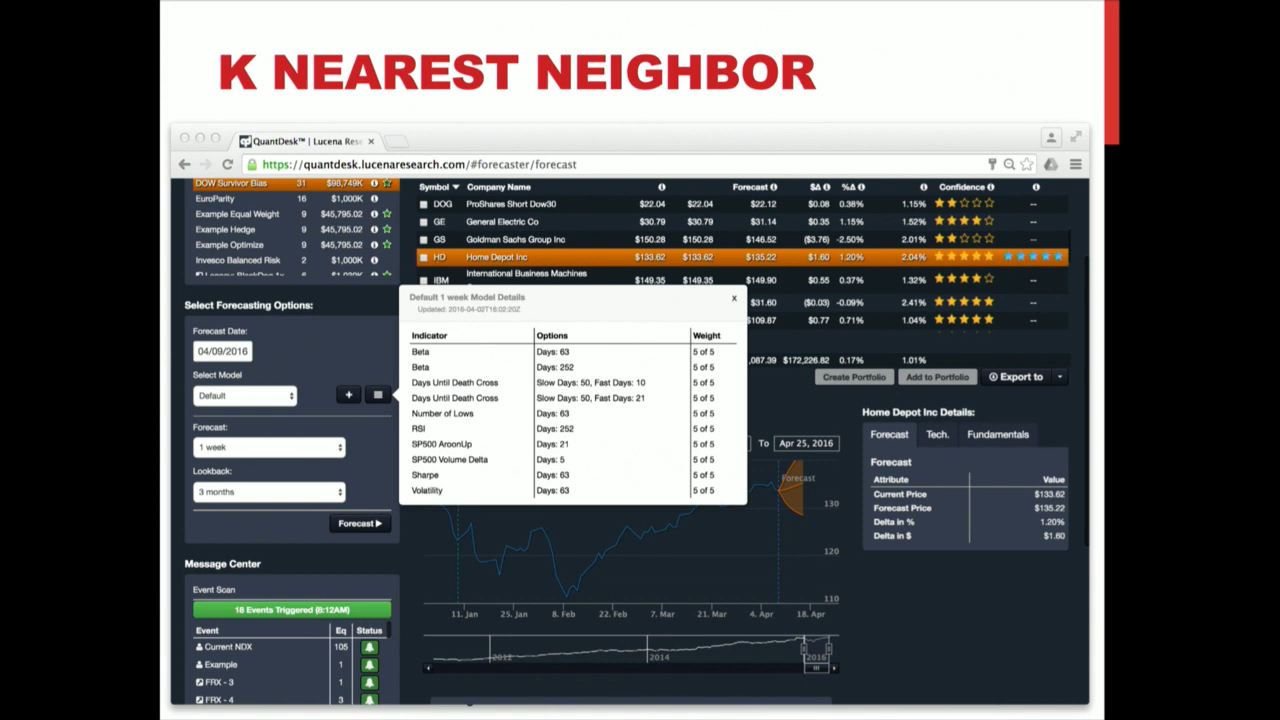 K NEAREST NEIGHBOR
QuantDesk™ | Lucena Res
https://quantdesk.lucenaresearch.com/#forecaster/forecast
DOW Survivor Bias 31 $98,749K
EuroParity 16 $1,000K
Example Equal Weight 9 $45,795.02
Example Hedge 9 $45,795.02
Example Optimize 9 $45,795.02
Invesco Balanced Risk 2 $1,000K
Symbol Company Name Forecast $Δ %Δ Confidence
DOG ProShares Short Dow30 $22.04 $22.04 $22.12 $0.08 0.38% 1.15% --
GE General Electric Co $30.79 $30.79 $31.14 $0.35 1.15% 1.52% --
GS Goldman Sachs Group Inc $150.28 $150.28 $146.52 ($3.76) -2.50% 2.01% --
HD Home Depot Inc $133.62 $133.62 $135.22 $1.60 1.20% 2.04%
International Business Machines
IBM $149.35 $149.35 $149.90 $0.55 0.37% 1.32% --
$31.60 ($0.03) -0.09% 2.41% --
$109.87 $0.77 0.71% 1.04% --
,087.39 $172,226.82 0.17% 1.01%
Create Portfolio Add to Portfolio Export to
Select Forecasting Options:
Forecast Date:
04/09/2016
Select Model
Default
+
Forecast:
1 week
Lookback:
3 months
Forecast
Default 1 week Model Details x
Updated: 2016-04-02T16:02:20Z
Indicator Options Weight
Beta Days: 63 5 of 5
Beta Days: 252 5 of 5
Days Until Death Cross Slow Days: 50, Fast Days: 10 5 of 5
Days Until Death Cross Slow Days: 50, Fast Days: 21 5 of 5
Number of Lows Days: 63 5 of 5
RSI Days: 252 5 of 5
SP500 AroonUp Days: 21 5 of 5
SP500 Volume Delta Days: 5 5 of 5
Sharpe Days: 63 5 of 5
Volatility Days: 63 5 of 5
To Apr 25, 2016
Forecast
130
120
110
11. Jan 25. Jan 8. Feb 22. Feb 7. Mar 21. Mar 4. Apr 18. Apr
2012 2014 2016
Home Depot Inc Details:
Forecast Tech. Fundamentals
Forecast
Attribute Value
Current Price $133.62
Forecast Price $135.22
Delta in % 1.20%
Delta in $ $1.60
Message Center
Event Scan
18 Events Triggered (8:12AM)
Event Eq Status
Current NDX 105
Example 1
FRX - 3 1
FRX - 4 3